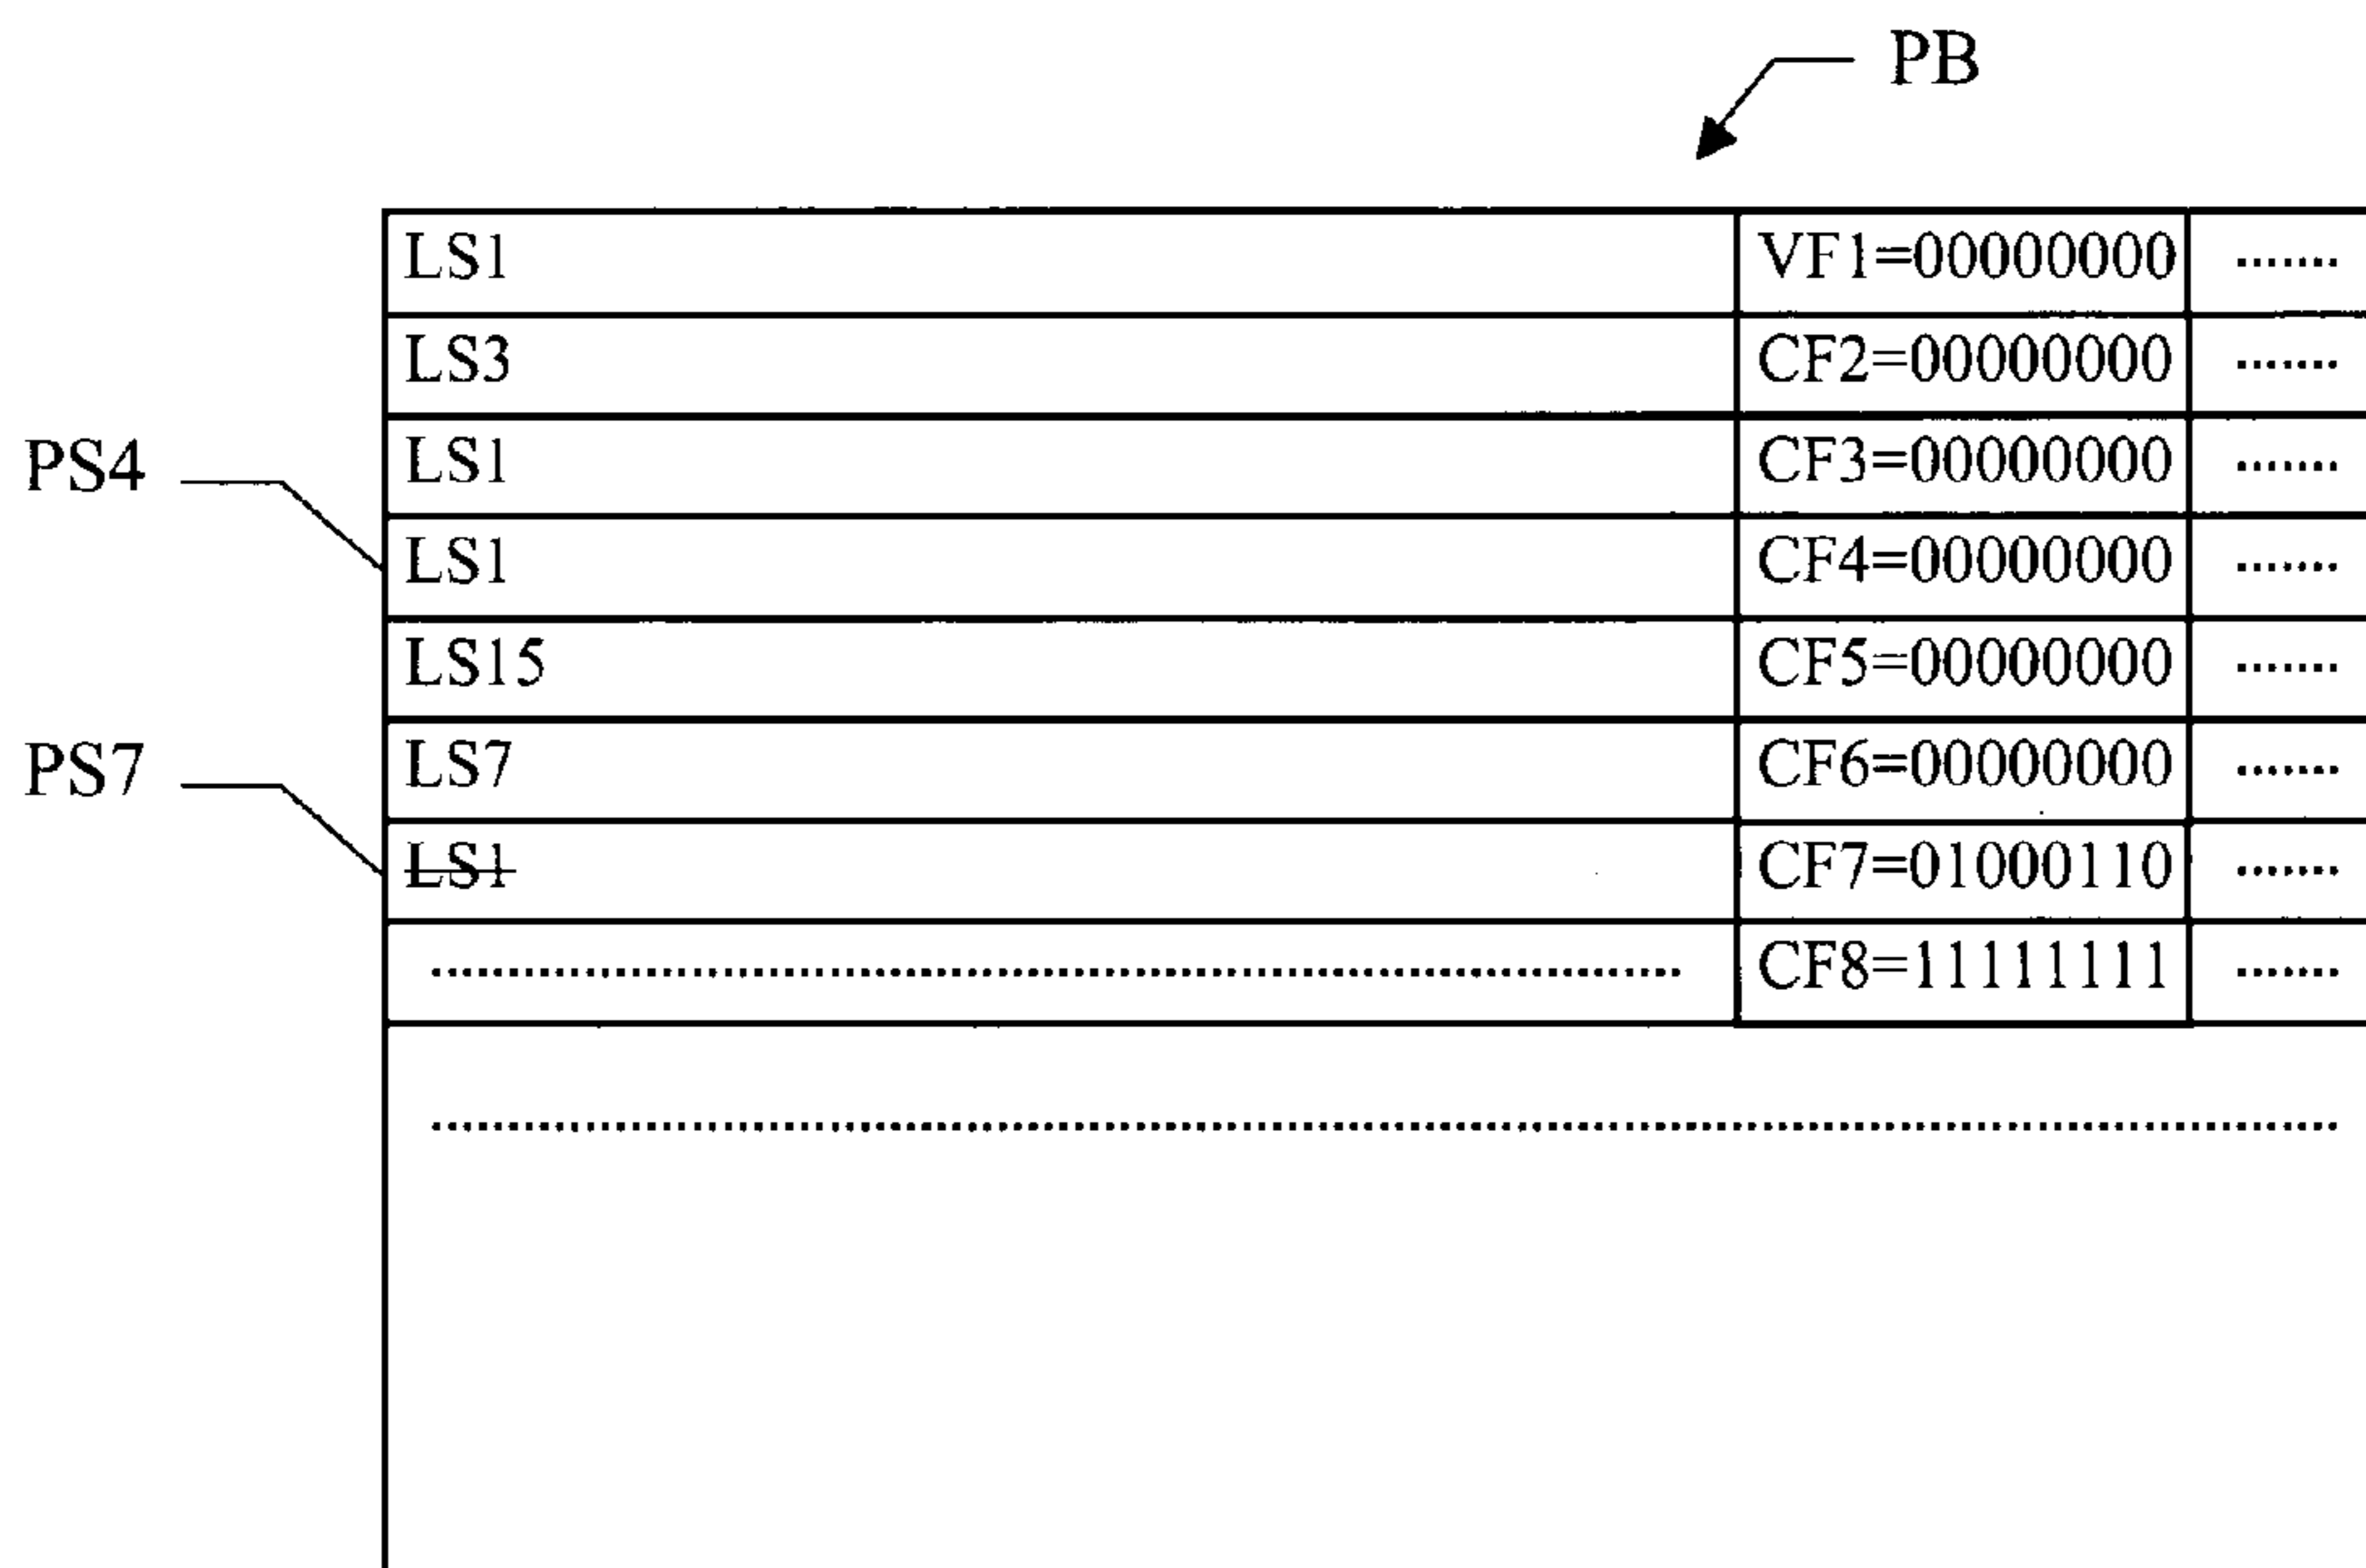 PB
LS1 VF1=00000000 .......
LS3 CF2=00000000 .......
PS4 LS1 CF3=00000000 .......
LS1 CF4=00000000 .......
LS15 CF5=00000000 .......
PS7 LS7 CF6=00000000 .......
LS1 CF7=01000110 .......
CF8=11111111 .......